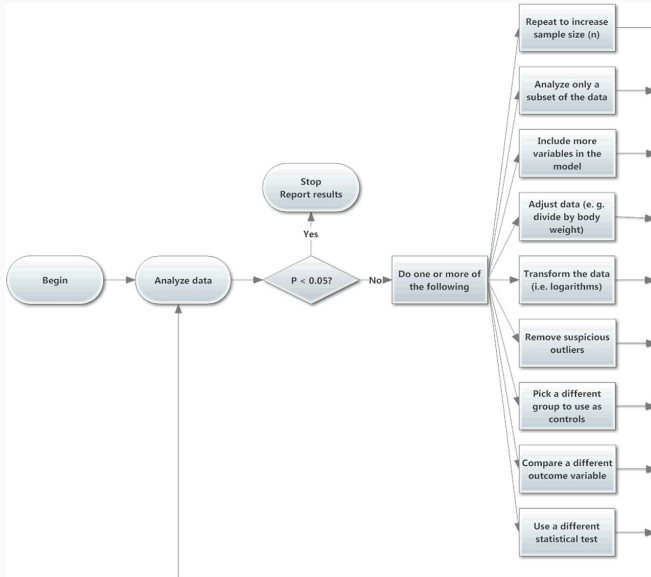 Repeat to increase
sample size (n)
Analyze only a
subset of the data
Include more
variables in the
model
Stop
Report results
Adjust data (e. g.
divide by body
weight)
Yes
Begin
Analyze data
P < 0.05?
No
Do one or more of
the following
Transform the data
(i.e. logarithms)
Remove suspicious
outliers
Pick a different
group to use as
controls
Compare a different
outcome variable
Use a different
statistical test